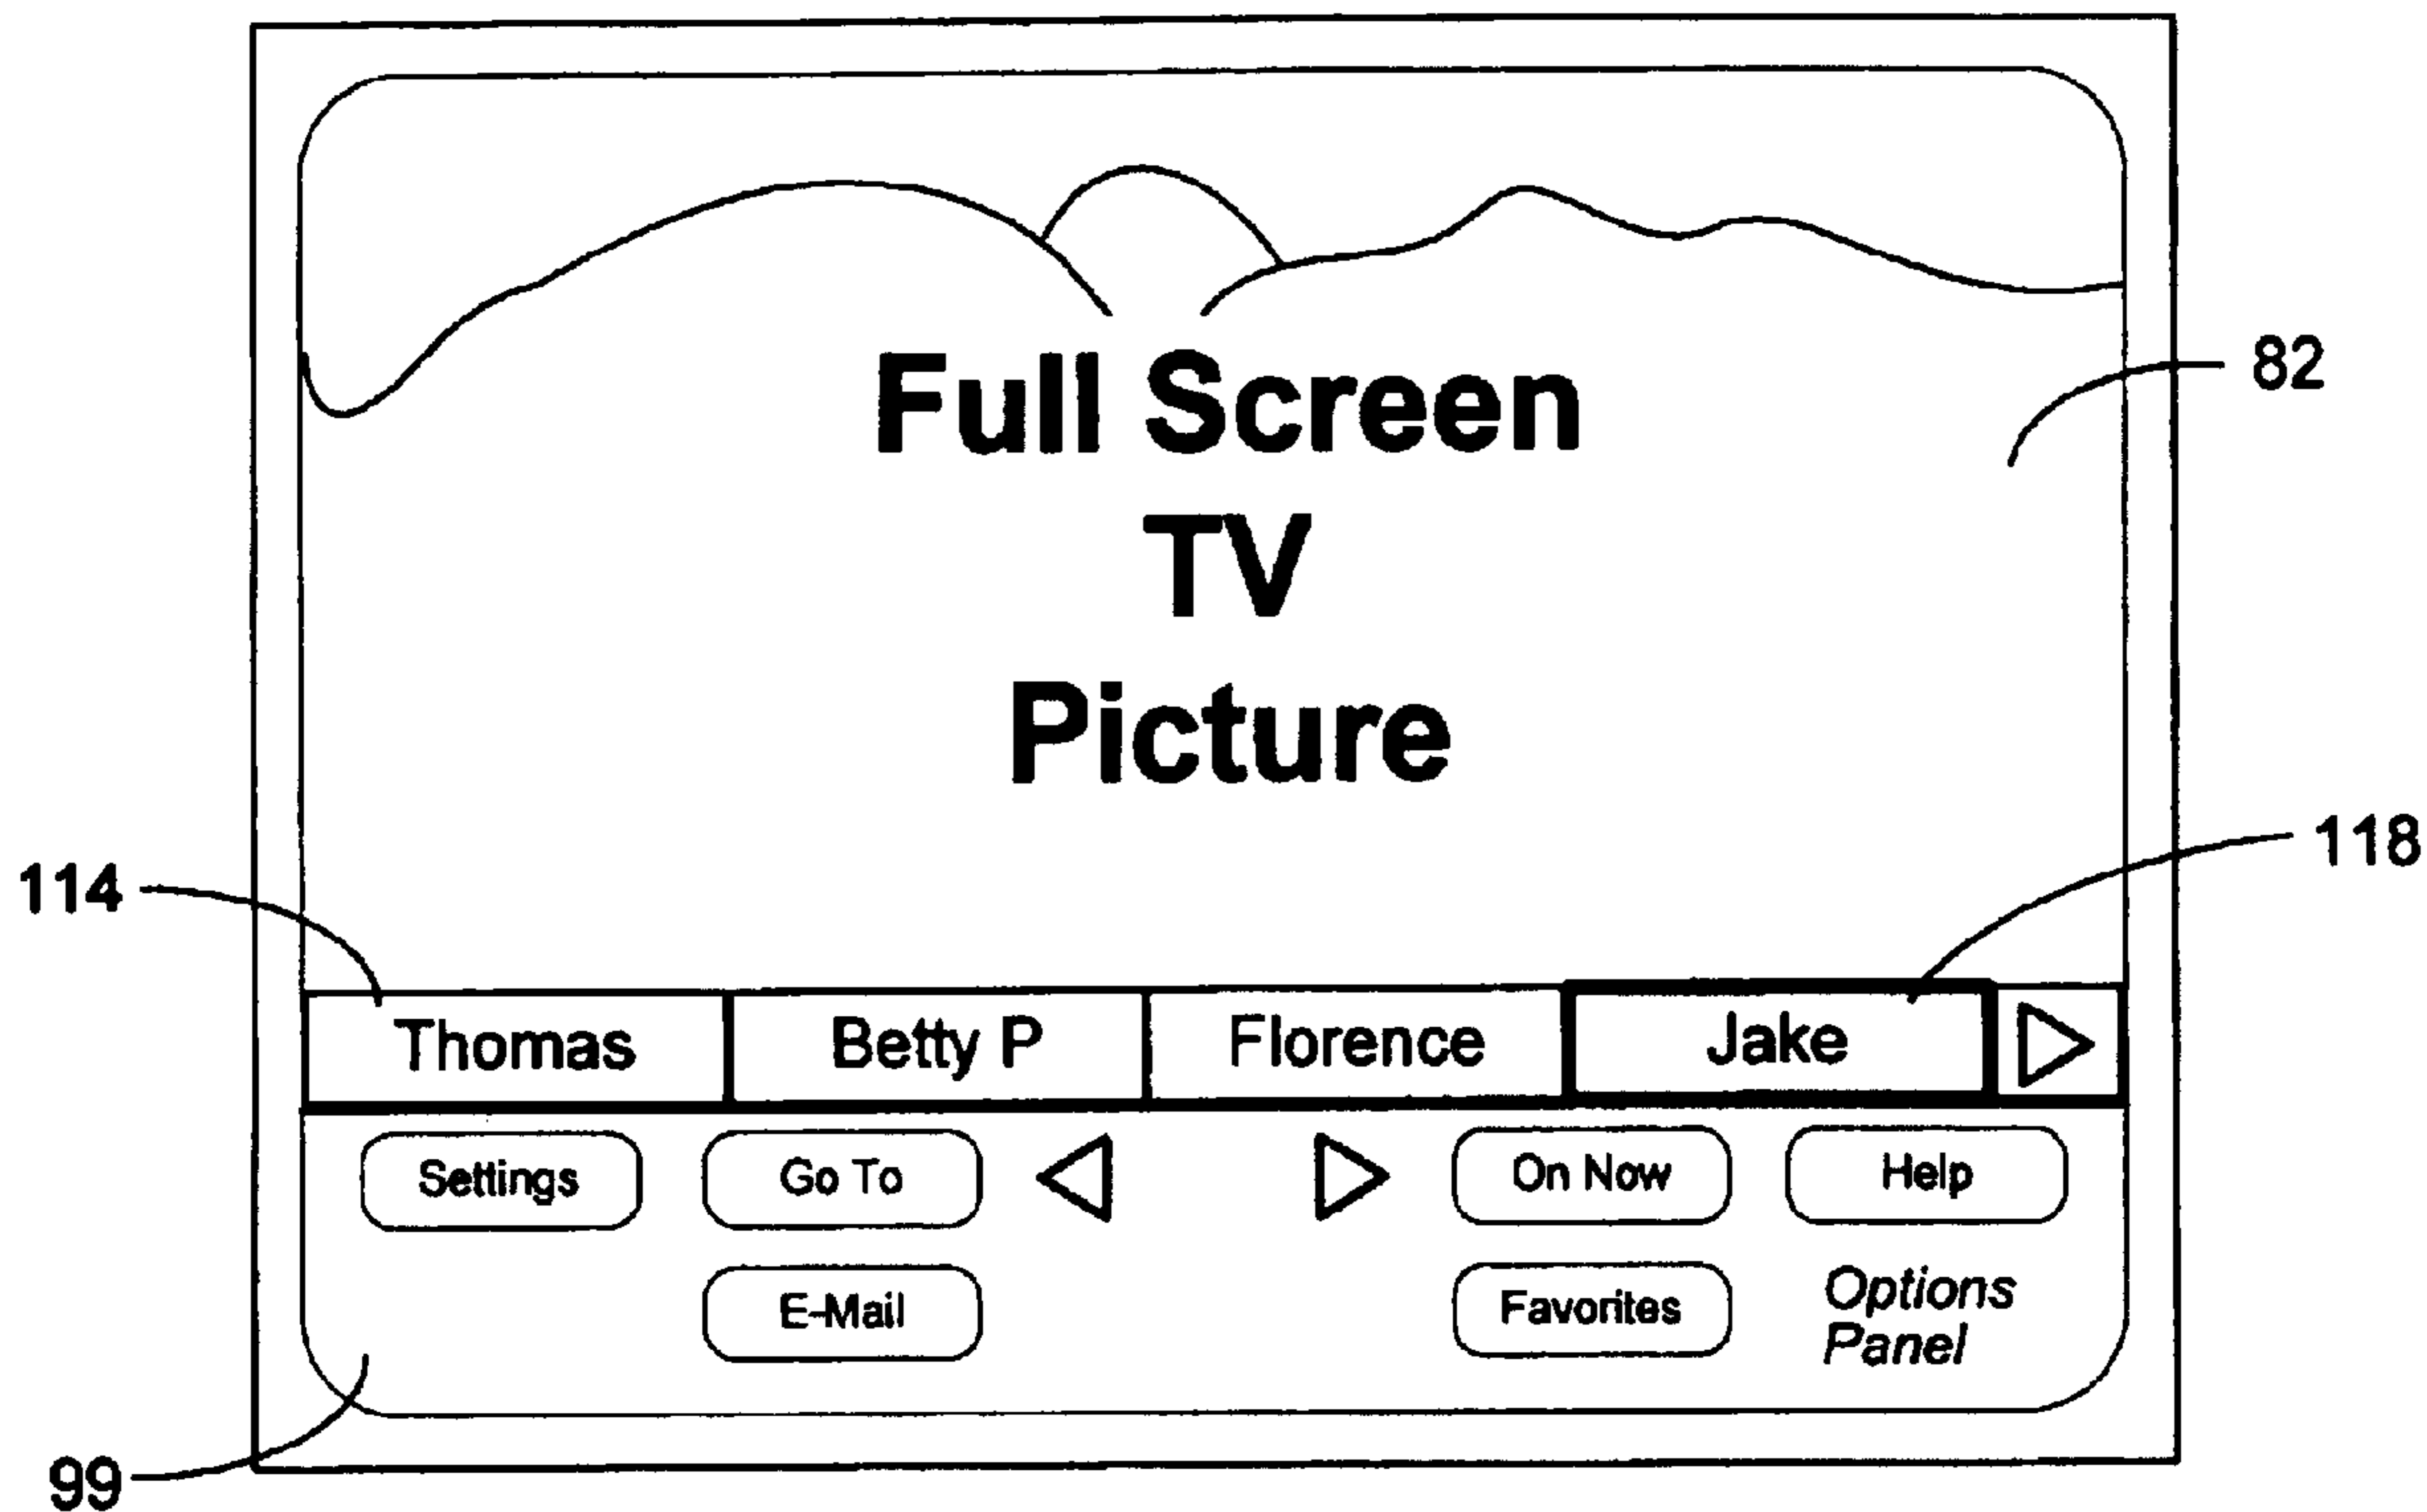 Full Screen
TV
Picture
82
118
114
Thomas Betty P Florence Jake
Settings Go To On Now Help
E-Mail Favorites Options
Panel
99